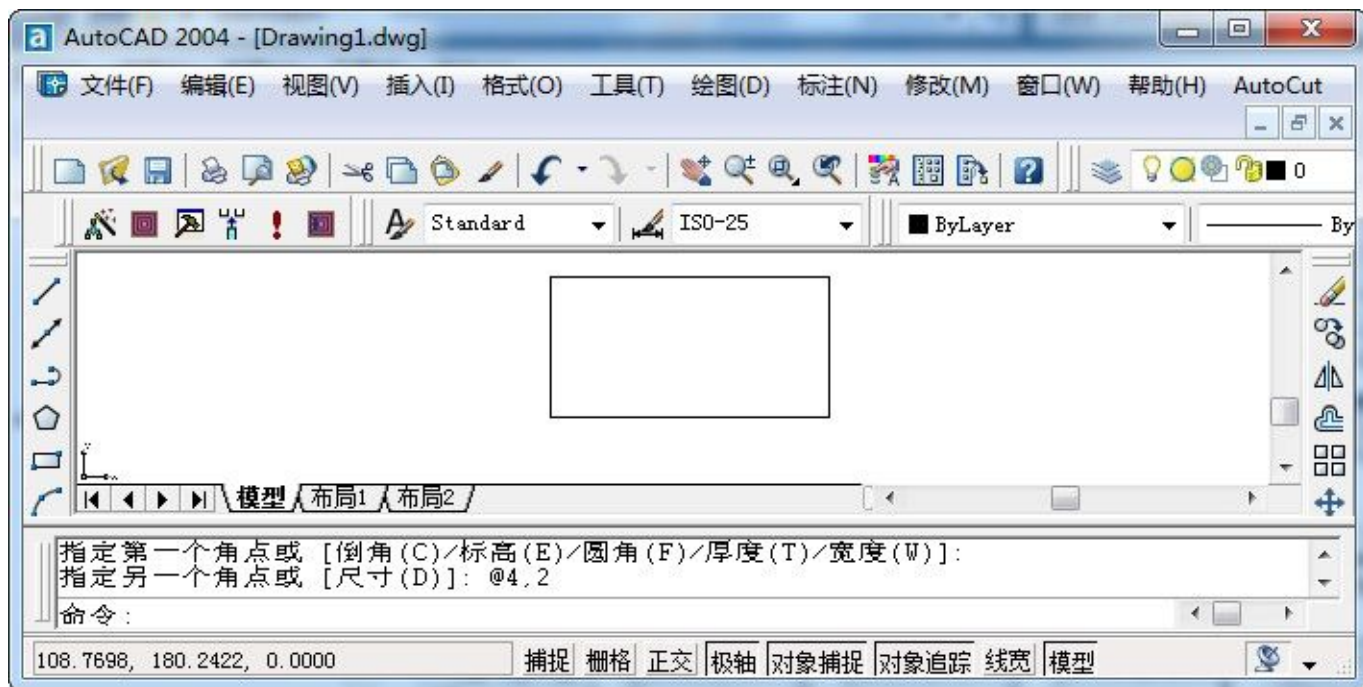 AutoCAD 2004 - [Drawing1.dwg]
文件(F) 编辑(E) 视图(V) 插入(I) 格式(O) 工具(T) 绘图(D) 标注(N) 修改(M) 窗口(W) 帮助(H) AutoCut
0
Standard ISO-25 ByLayer By
模型 布局1 布局2
指定第一个角点或 [倒角(C)/标高(E)/圆角(F)/厚度(T)/宽度(W)]:
指定另一个角点或 [尺寸(D)]: @4,2
命令:
108.7698, 180.2422, 0.0000 捕捉 栅格 正交 极轴 对象捕捉 对象追踪 线宽 模型